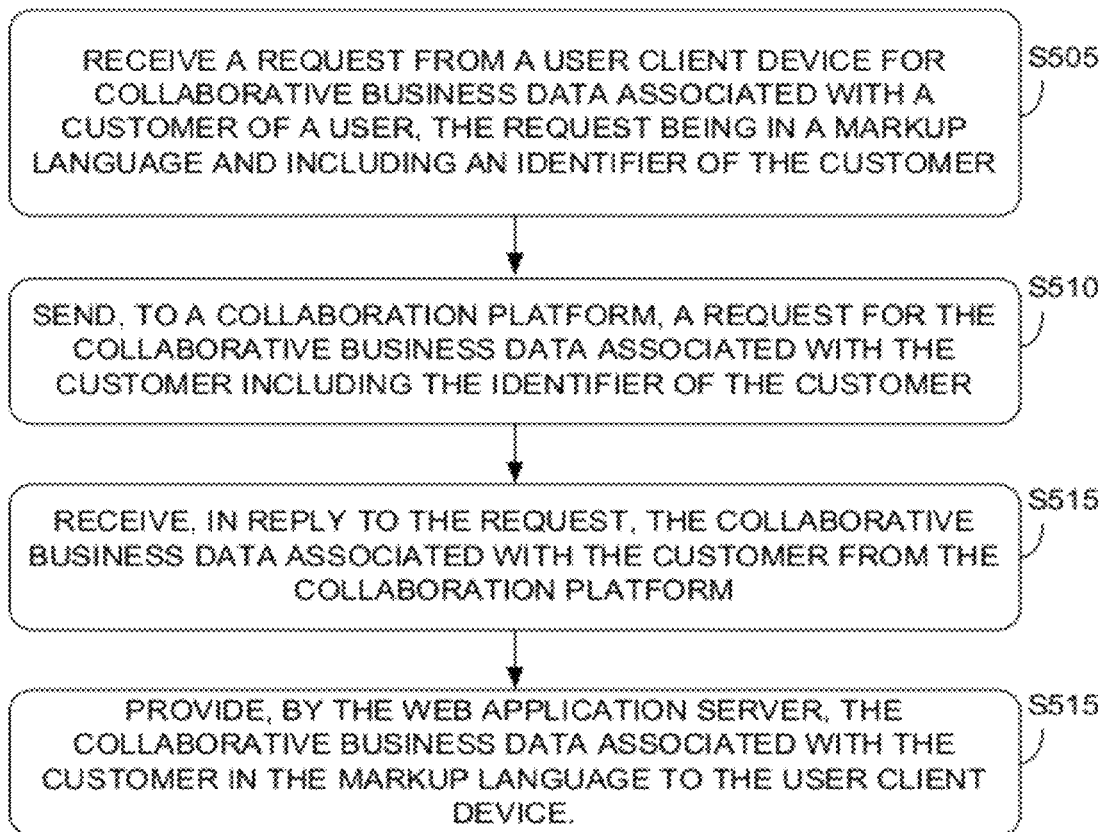 RECEIVE A REQUEST FROM A USER CLIENT DEVICE FOR
COLLABORATIVE BUSINESS DATA ASSOCIATED WITH A
CUSTOMER OF A USER, THE REQUEST BEING IN A MARKUP
LANGUAGE AND INCLUDING AN IDENTIFIER OF THE CUSTOMER
S505
SEND, TO A COLLABORATION PLATFORM, A REQUEST FOR THE
COLLABORATIVE BUSINESS DATA ASSOCIATED WITH THE
CUSTOMER INCLUDING THE IDENTIFIER OF THE CUSTOMER
S510
RECEIVE, IN REPLY TO THE REQUEST, THE COLLABORATIVE
BUSINESS DATA ASSOCIATED WITH THE CUSTOMER FROM THE
COLLABORATION PLATFORM
S515
PROVIDE, BY THE WEB APPLICATION SERVER, THE
COLLABORATIVE BUSINESS DATA ASSOCIATED WITH THE
CUSTOMER IN THE MARKUP LANGUAGE TO THE USER CLIENT
DEVICE.
S515